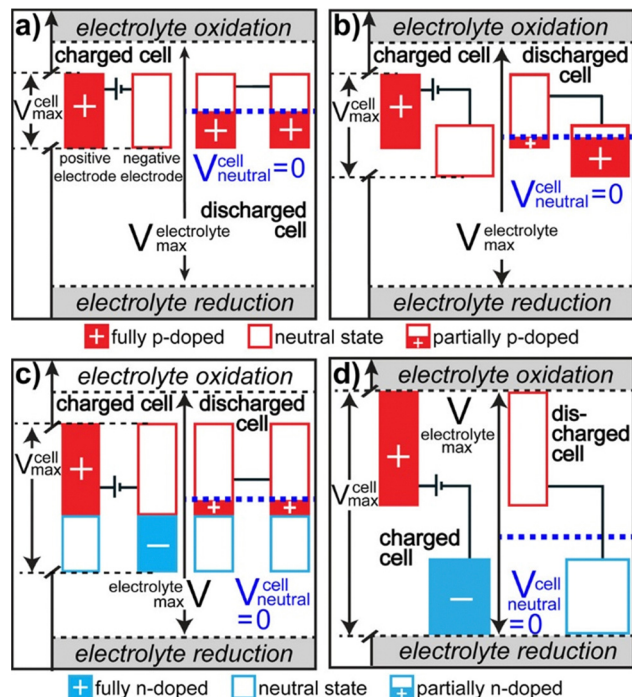 a)
electrolyte oxidation
charged cell
V cell max
+
+ +
positive electrode
negative electrode
V cell neutral = 0
discharged cell
V electrolyte max
electrolyte reduction
b)
electrolyte oxidation
charged cell
discharged cell
V cell max
+
+ +
V cell neutral = 0
V electrolyte max
electrolyte reduction
+ fully p-doped neutral state + partially p-doped
c)
electrolyte oxidation
charged cell
discharged cell
V cell max
+
+ +
−
electrolyte max V
V cell neutral = 0
electrolyte reduction
d)
electrolyte oxidation
V electrolyte max
dis-
charged
cell
+
V cell max
charged
cell
−
V cell neutral = 0
electrolyte reduction
+ fully n-doped neutral state + partially n-doped